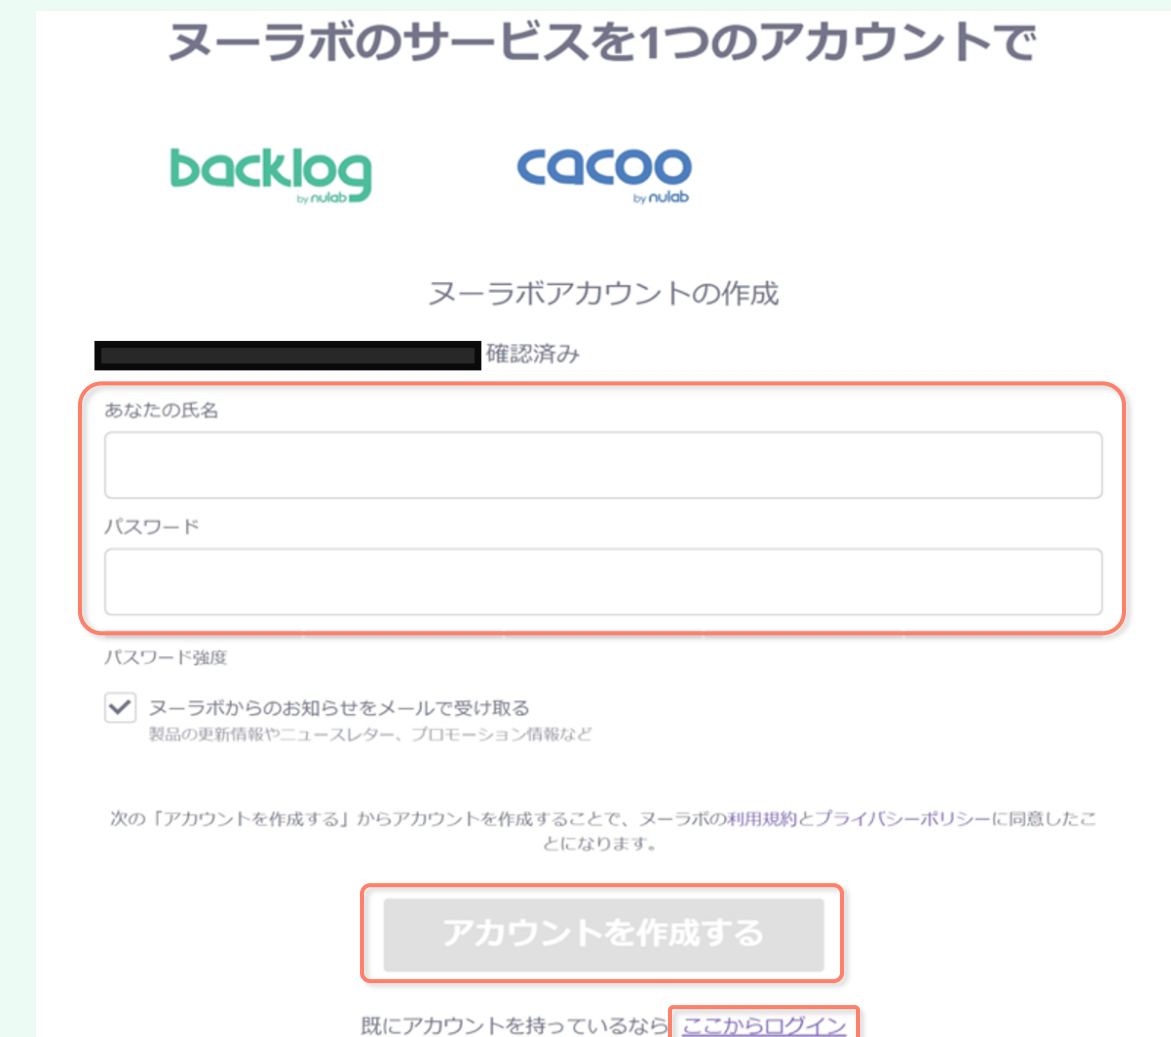 ヌーラボのサービスを1つのアカウントで
backlog
by nulab
cacoo
by nulab
ヌーラボアカウントの作成
確認済み
あなたの氏名
パスワード
パスワード強度
ヌーラボからのお知らせをメールで受け取る
製品の更新情報やニュースレター、プロモーション情報など
次の「アカウントを作成する」からアカウントを作成することで、ヌーラボの利用規約とプライバシーポリシーに同意したこ
とになります。
アカウントを作成する
既にアカウントを持っているなら ここからログイン